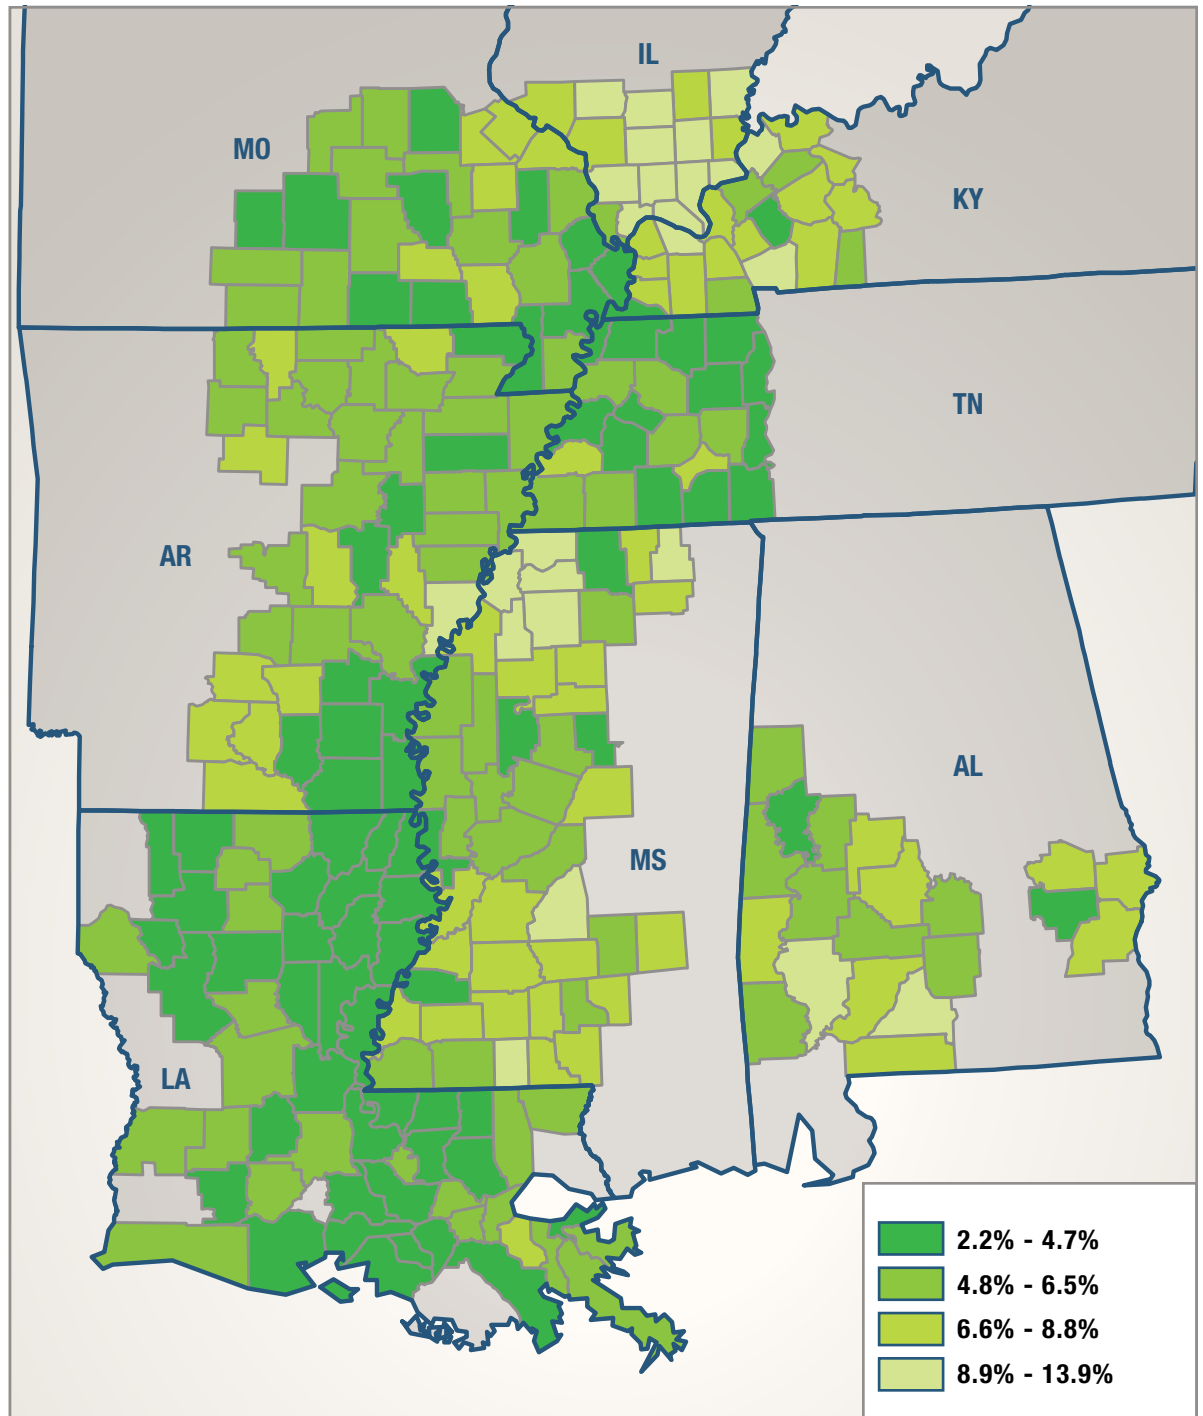 IL
MO
KY
TN
AR
AL
MS
LA
2.2% - 4.7%
4.8% - 6.5%
6.6% - 8.8%
8.9% - 13.9%